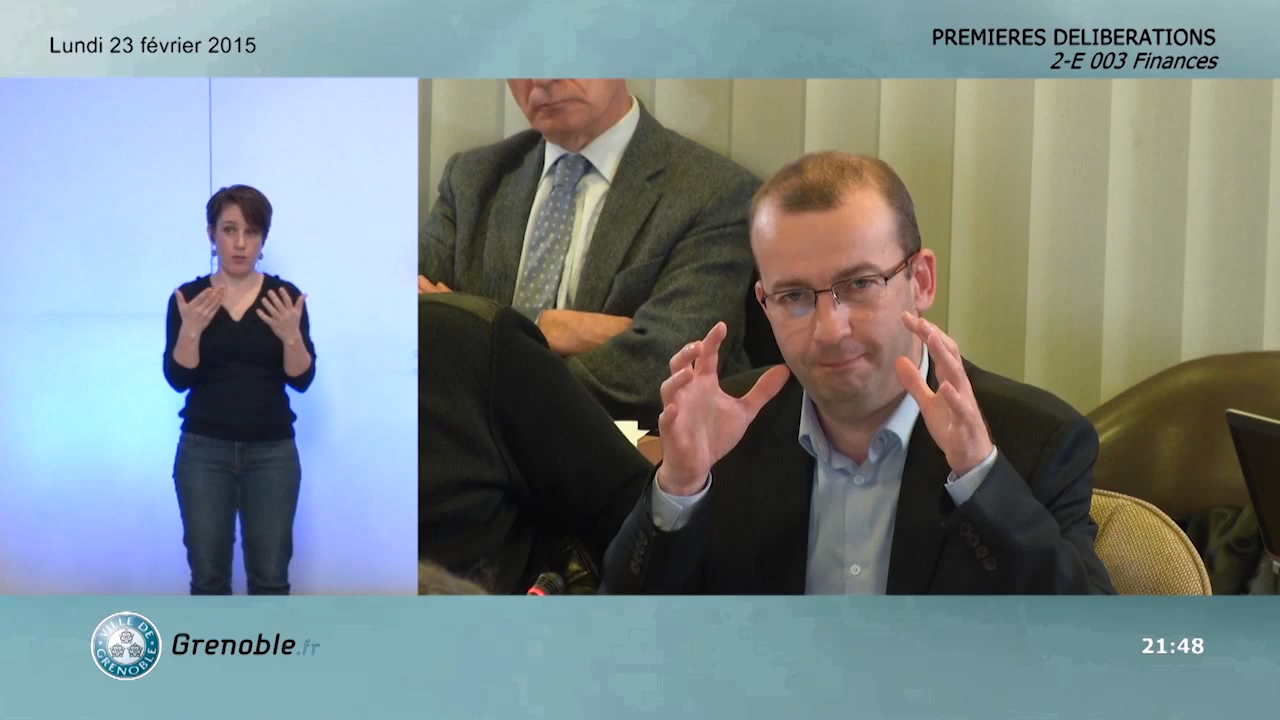 Lundi 23 février 2015
PREMIERES DELIBERATIONS
2-E 003 Finances
VILLE DE
GRENOBLE
Grenoble.fr
21:48